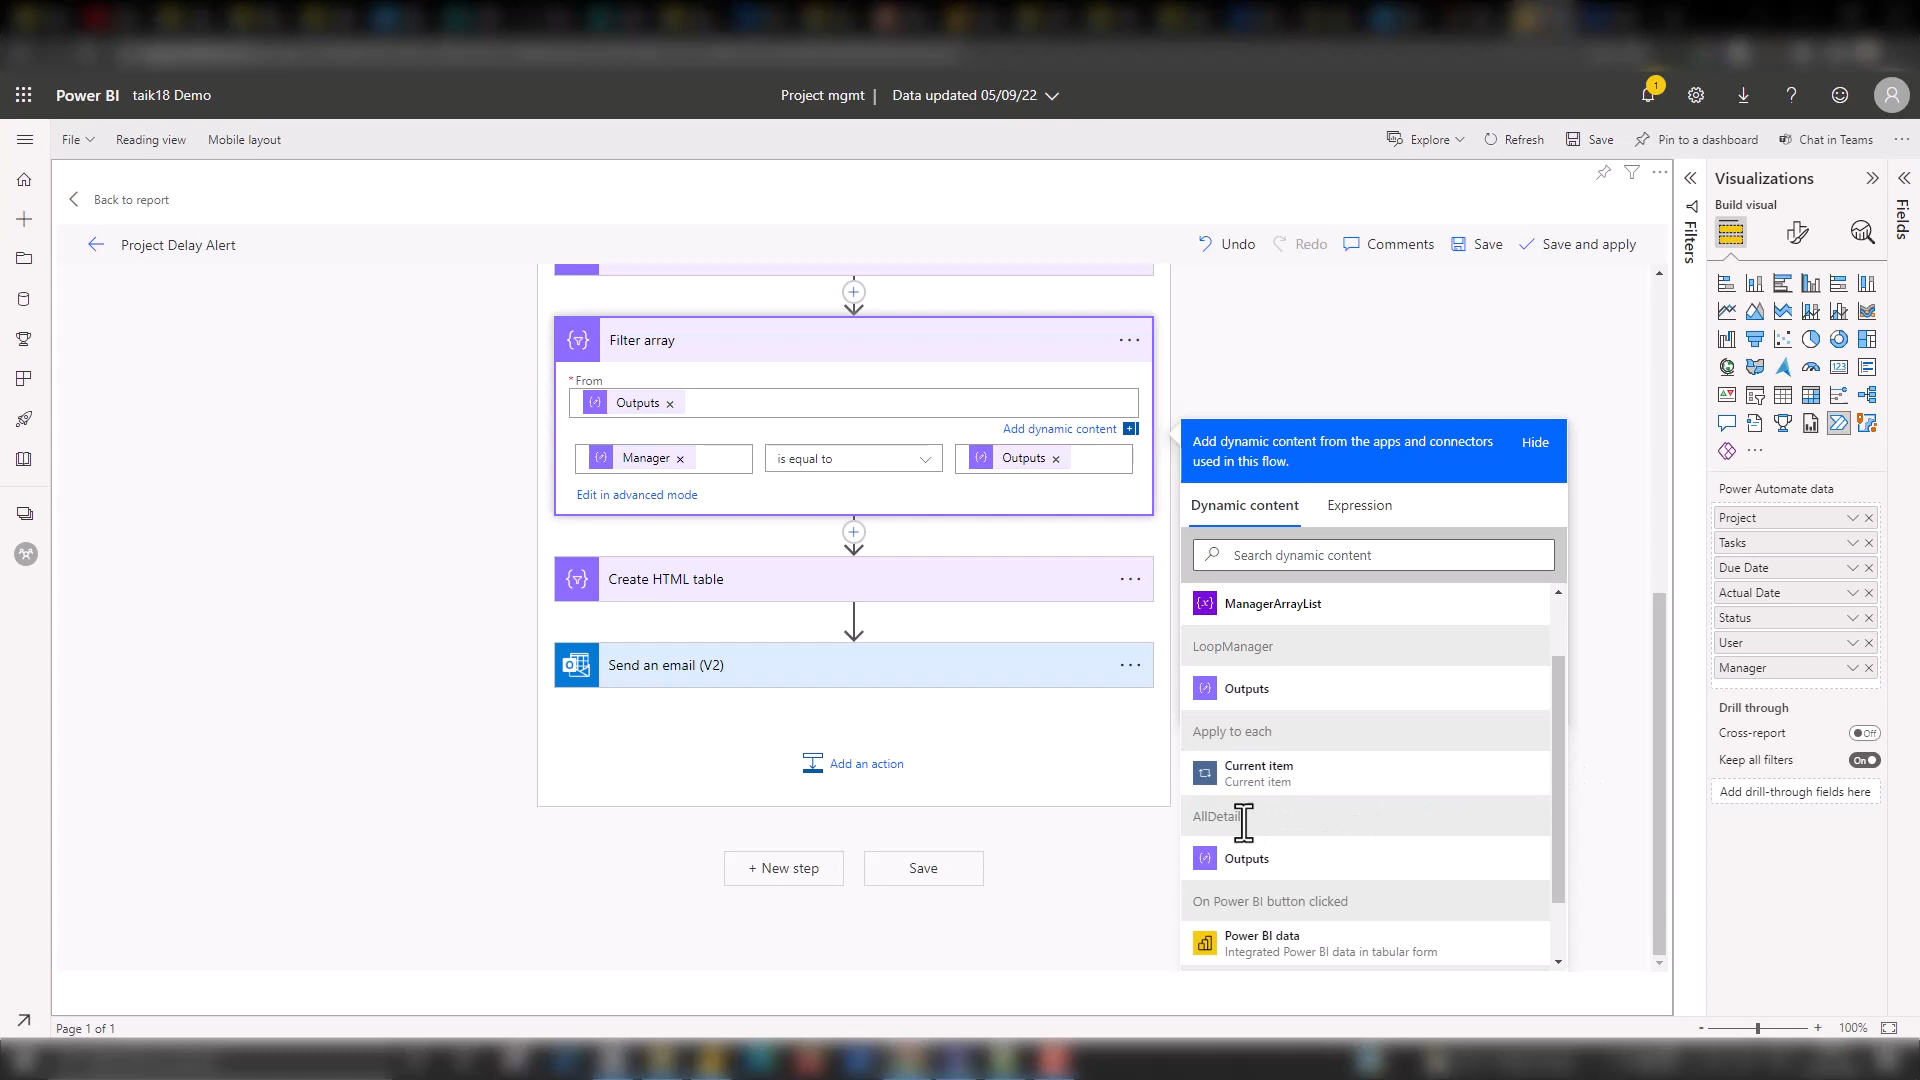 Power BI taik18 Demo
Project mgmt | Data updated 05/09/22
1
File Reading view Mobile layout
Explore Refresh Save Pin to a dashboard Chat in Teams
Back to report
Project Delay Alert
Undo Redo Comments Save Save and apply
Filter array
* From
Outputs
Add dynamic content
Manager is equal to Outputs
Edit in advanced mode
Create HTML table
Send an email (V2)
Add an action
+ New step Save
Add dynamic content from the apps and connectors used in this flow. Hide
Dynamic content Expression
Search dynamic content
ManagerArrayList
LoopManager
Outputs
Apply to each
Current item
Current item
AllDetail
Outputs
On Power BI button clicked
Power BI data
Integrated Power BI data in tabular form
Filters
Visualizations
Build visual
123
Power Automate data
Project
Tasks
Due Date
Actual Date
Status
User
Manager
Drill through
Cross-report Off
Keep all filters On
Add drill-through fields here
Fields
Page 1 of 1
- + 100%